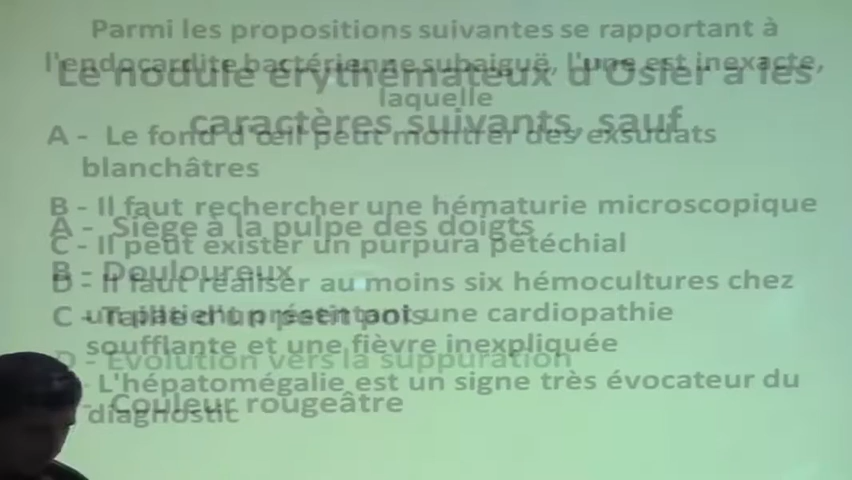 Parmi les propositions suivantes se rapportant à
l'endocardite bactérienne subaiguë, l'une est inexacte,
laquelle
A - Le fond d'œil peut montrer des exsudats
blanchâtres
B - Il faut rechercher une hématurie microscopique
C - Il peut exister un purpura pétéchial
D - Il faut réaliser au moins six hémocultures chez
un patient présentant une cardiopathie
soufflante et une fièvre inexpliquée
- L'hépatomégalie est un signe très évocateur du
diagnostic
Le nodule érythémateux d'Osler a les
caractères suivants, sauf
A - Siège à la pulpe des doigts
B - Douloureux
C - Taille d'un petit pois
D - Evolution vers la suppuration
- Couleur rougeâtre